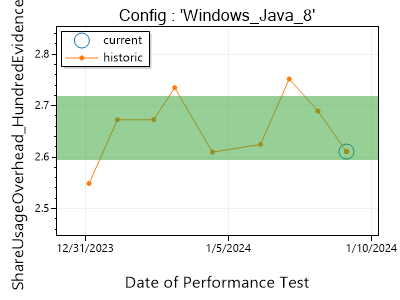 Config : 'Windows_Java_8'
ShareUsageOverhead_HundredEvidence
current
historic
2.8
2.7
2.6
2.5
12/31/2023
1/5/2024
1/10/2024
Date of Performance Test